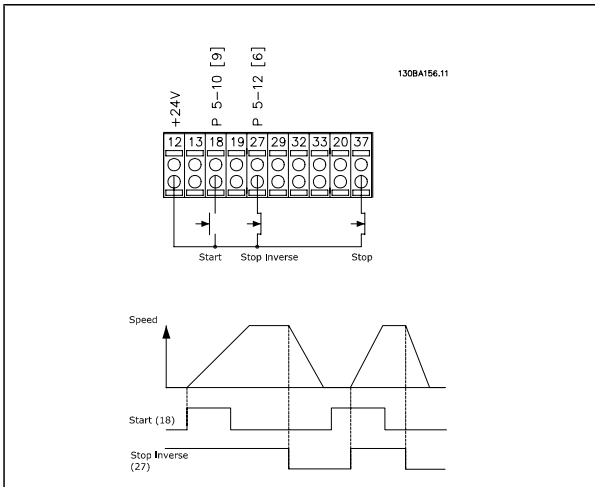 130BA156.11
+24V
P 5-10 [9]
P 5-12 [6]
12 13 18 19 27 29 32 33 20 37
Start Stop Inverse Stop
Speed
Start (18)
Stop Inverse
(27)